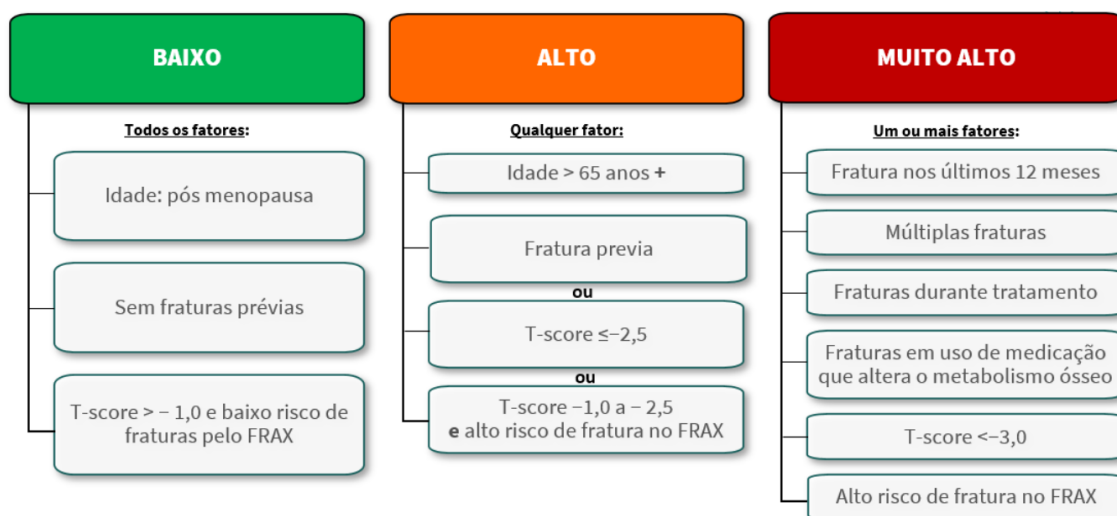 BAIXO
Todos os fatores:
Idade: pós menopausa
Sem fraturas prévias
T-score > − 1,0 e baixo risco de
fraturas pelo FRAX
ALTO
Qualquer fator:
Idade > 65 anos +
Fratura previa
ou
T-score ≤−2,5
ou
T-score −1,0 a − 2,5
e alto risco de fratura no FRAX
MUITO ALTO
Um ou mais fatores:
Fratura nos últimos 12 meses
Múltiplas fraturas
Fraturas durante tratamento
Fraturas em uso de medicação
que altera o metabolismo ósseo
T-score <−3,0
Alto risco de fratura no FRAX